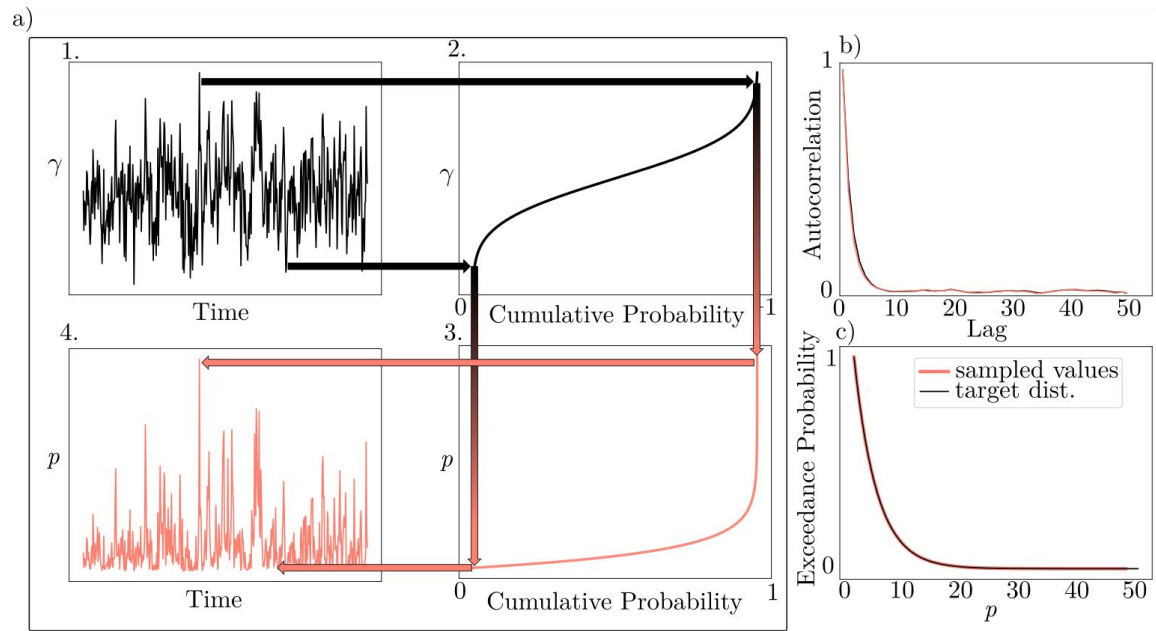 a)
1.
γ
Time
2.
γ
0
1
Cumulative Probability
3.
p
0
1
Cumulative Probability
4.
p
Time
b)
1
Autocorrelation
0
10
20
30
40
50
Lag
c)
1
Exceedance Probability
sampled values
target dist.
0
0
10
20
30
40
50
p